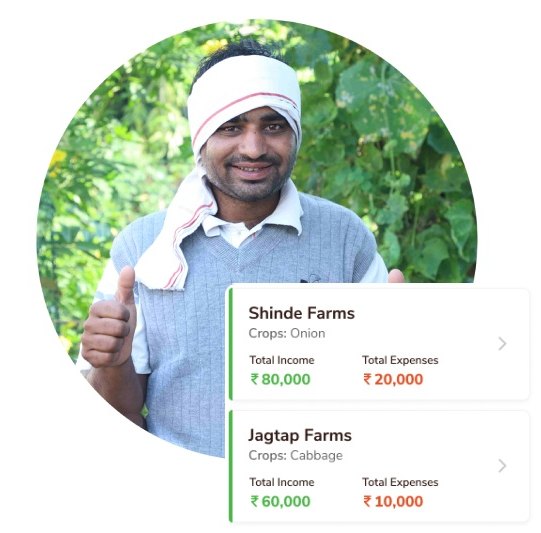 Shinde Farms
Crops: Onion
Total Income Total Expenses
₹ 80,000 ₹ 20,000
Jagtap Farms
Crops: Cabbage
Total Income Total Expenses
₹ 60,000 ₹ 10,000